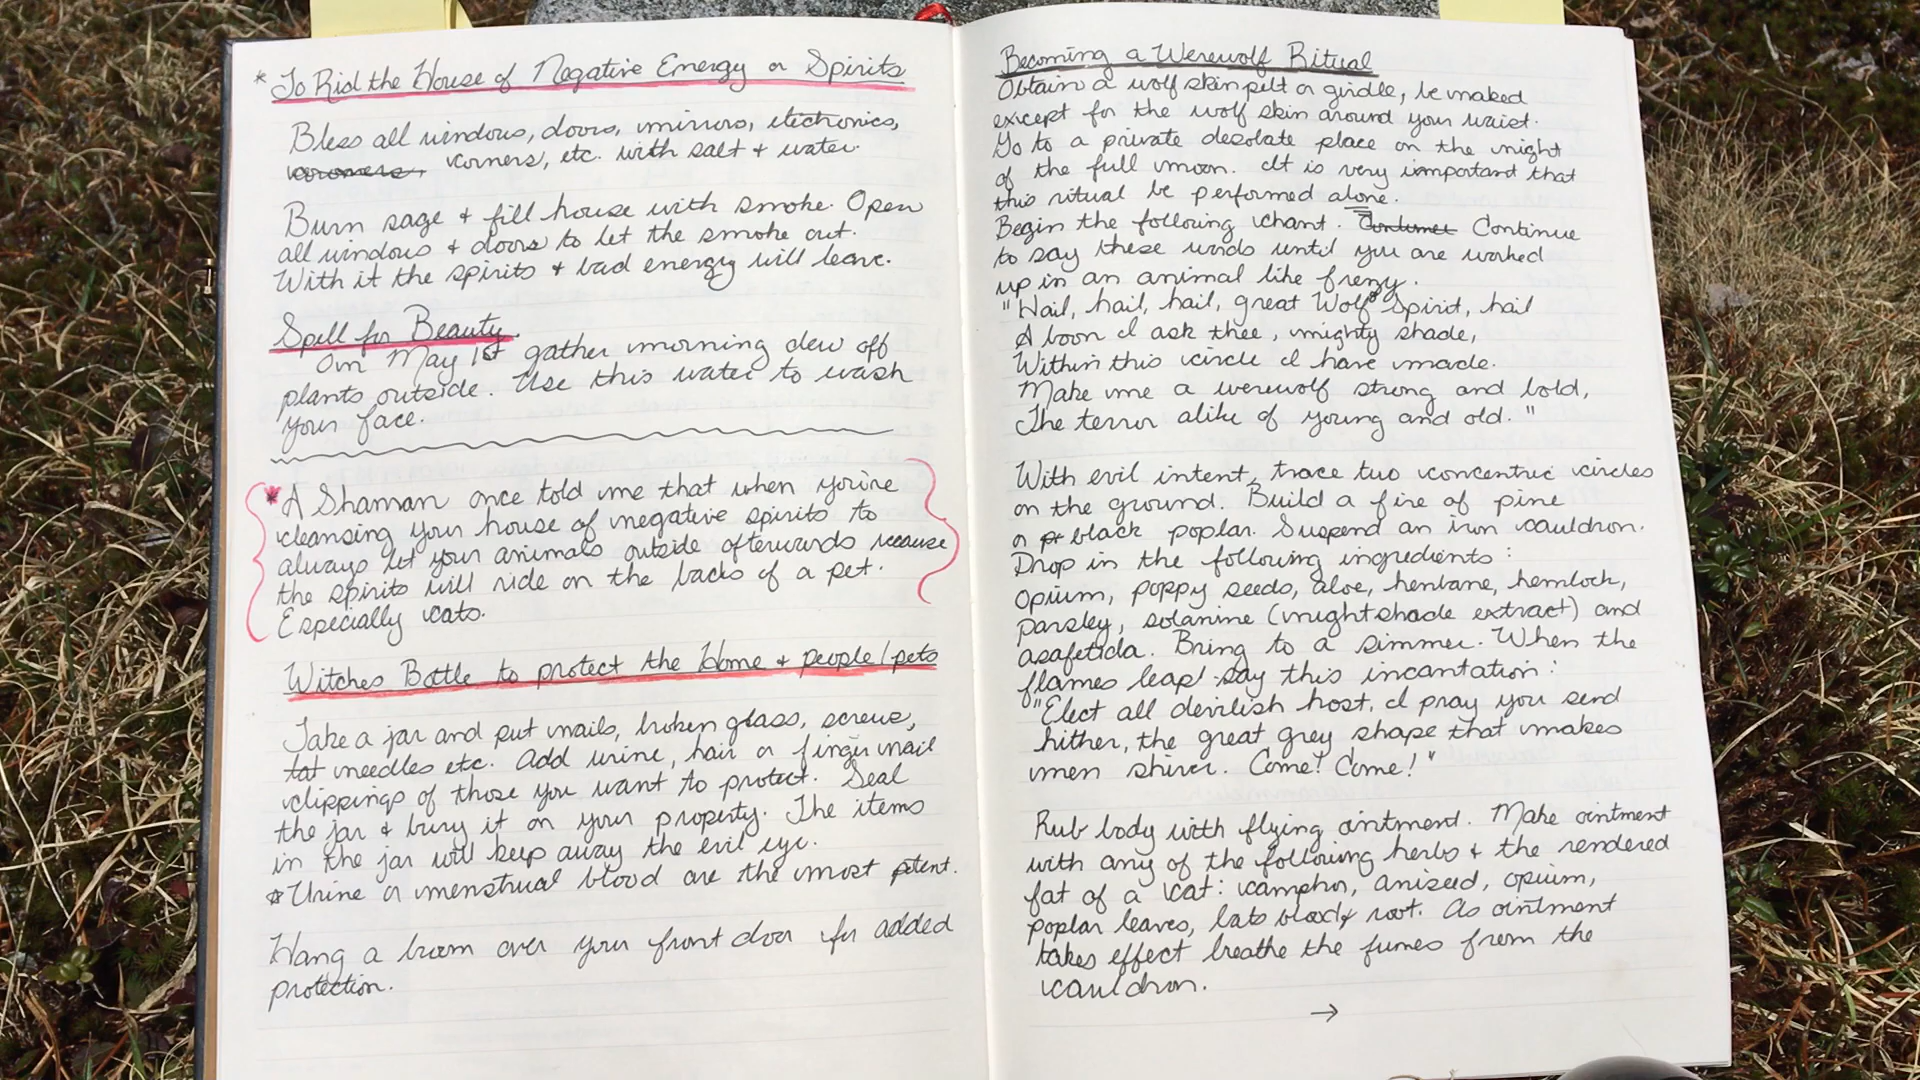 * To Rid the House of Negative Energy or Spirits
Bless all windows, doors, mirrors, electronics,
corners, etc. with salt + water.
Burn sage + fill house with smoke. Open
all windows + doors to let the smoke out.
With it the spirits + bad energy will leave.
Spell for Beauty
On May 1st gather morning dew off
plants outside. Use this water to wash
your face.
* A Shaman once told me that when you're
cleansing your house of negative spirits to
always let your animals outside afterwards because
the spirits will ride on the backs of a pet.
Especially cats.
Witches Bottle to protect the Home + people/pets
Take a jar and put nails, broken glass, screws,
needles etc. Add urine, hair or finger nail
clippings of those you want to protect. Seal
the jar + bury it on your property. The items
in the jar will keep away the evil eye.
* Urine or menstrual blood are the most potent.
Hang a broom over your front door for added
protection.
Becoming a Werewolf Ritual
Obtain a wolf skin pelt or girdle, be naked
except for the wolf skin around your waist.
Go to a private desolate place on the night
of the full moon. It is very important that
this ritual be performed alone.
Begin the following chant. Continue
to say these words until you are worked
up in an animal like frenzy.
"Hail, hail, hail, great Wolf Spirit, hail
A boon I ask thee, mighty shade,
Within this circle I have made.
Make me a werewolf strong and bold,
The terror alike of young and old."
With evil intent, trace two concentric circles
on the ground. Build a fire of pine
or black poplar. Suspend an iron cauldron.
Drop in the following ingredients:
Opium, poppy seeds, aloe, henbane, hemlock,
parsley, solanine (nightshade extract) and
asafetida. Bring to a simmer. When the
flames leap say this incantation:
"Elect all devilish host, I pray you send
hither, the great grey shape that makes
men shiver. Come! Come!"
Rub body with flying ointment. Make ointment
with any of the following herbs + the rendered
fat of a cat: camphor, aniseed, opium,
poplar leaves, bats blood + root. As ointment
takes effect breathe the fumes from the
cauldron.
→